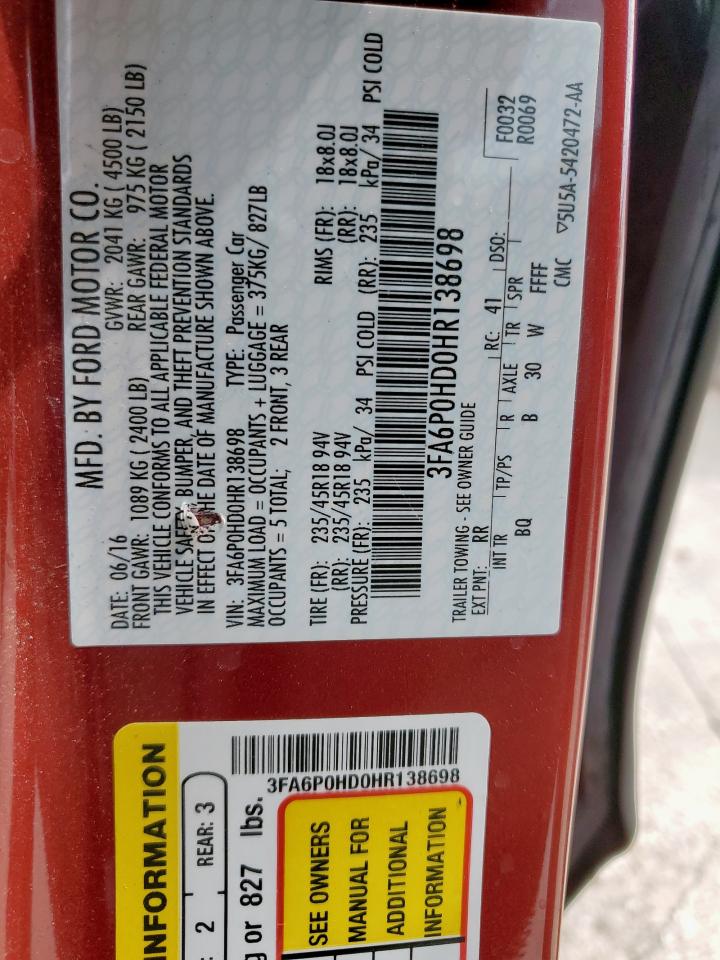 MFD. BY FORD MOTOR CO.
DATE: 06/16 GVWR: 2041 KG ( 4500 LB)
FRONT GAWR: 1089 KG ( 2400 LB) REAR GAWR: 975 KG ( 2150 LB)
THIS VEHICLE CONFORMS TO ALL APPLICABLE FEDERAL MOTOR
VEHICLE BUMPER, AND THEFT PREVENTION STANDARDS
IN EFFECT THE DATE OF MANUFACTURE SHOWN ABOVE.
VIN: 3FA6P0HD0HR138698 TYPE: Passenger Car
MAXIMUM LOAD = OCCUPANTS + LUGGAGE = 375KG/ 827LB
OCCUPANTS = 5 TOTAL; 2 FRONT, 3 REAR
TIRE (FR): 235/45R18 94V RIMS (FR): 18x8.0J
(RR): 235/45R18 94V (RR): 18x8.0J
PRESSURE (FR): 235 kPa/ 34 PSI COLD (RR): 235 kPa/ 34 PSI COLD
3FA6P0HD0HR138698
TRAILER TOWING - SEE OWNER GUIDE
EXT PNT: RR RC: 41 DSO: F0032
INT TR TP/PS R AXLE TR SPR R0069
BQ B 30 W FFFF
CMC ▽5U5A-5420472-AA
INFORMATION
: 2 REAR: 3
g or 827 lbs.
3FA6P0HD0HR138698
SEE OWNERS
MANUAL FOR
ADDITIONAL
INFORMATION